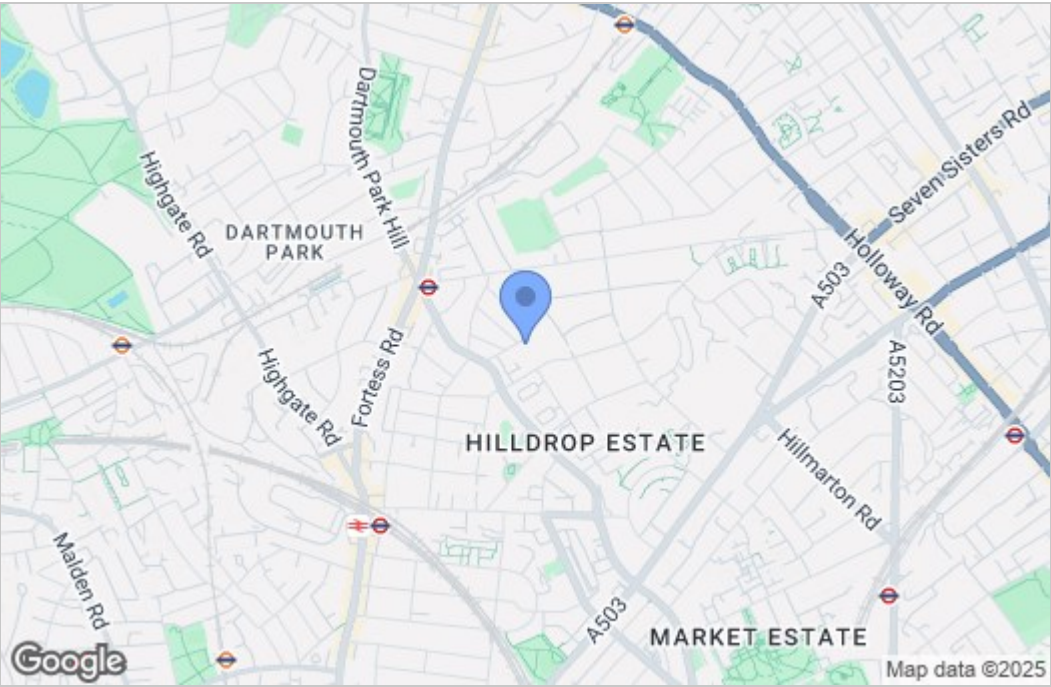 Dartmouth Park Hill
Seven Sisters Rd
Highgate Rd
DARTMOUTH
PARK
Holloway Rd
A503
Fortess Rd
Highgate Rd
A5203
HILLDROP ESTATE
Hillmarton Rd
Malden Rd
A503
MARKET ESTATE
Google
Map data ©2025